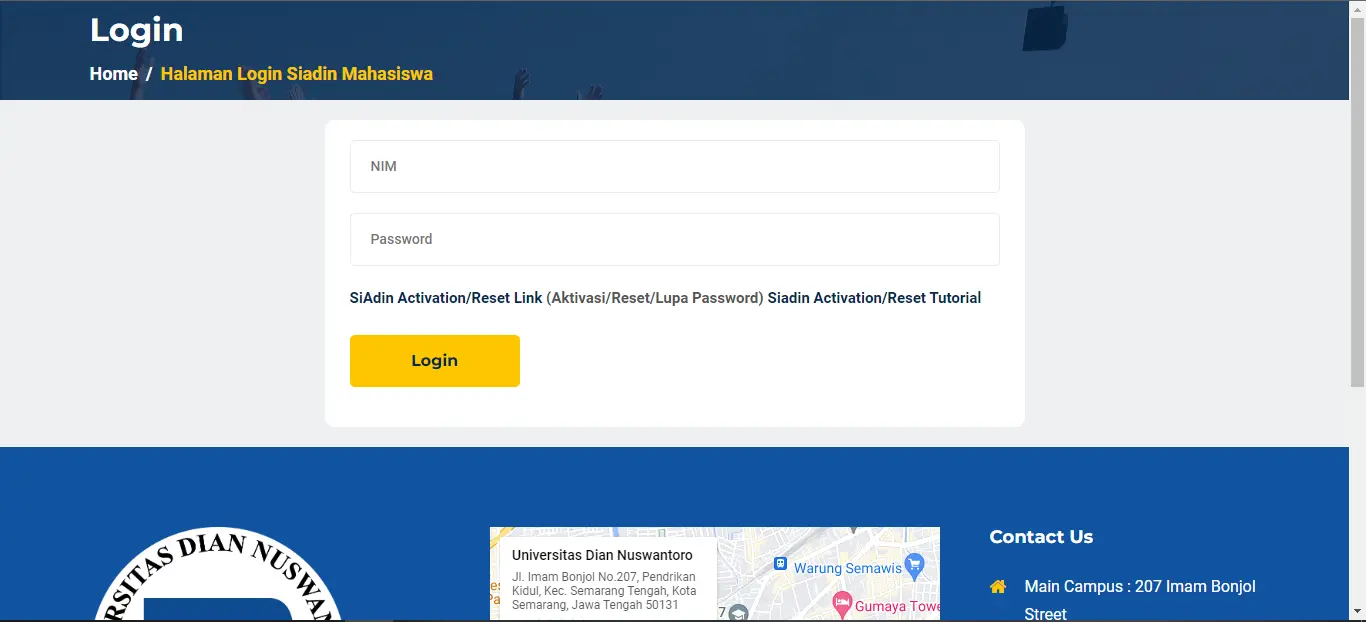 Login
Home / Halaman Login Siadin Mahasiswa
NIM
Password
SiAdin Activation/Reset Link (Aktivasi/Reset/Lupa Password) Siadin Activation/Reset Tutorial
Login
RSITAS DIAN NUSWAN
Universitas Dian Nuswantoro
Jl. Imam Bonjol No.207, Pendrikan
Kidul, Kec. Semarang Tengah, Kota
Semarang, Jawa Tengah 50131
Warung Semawis
Gumaya Towe
7
Contact Us
Main Campus : 207 Imam Bonjol
Street